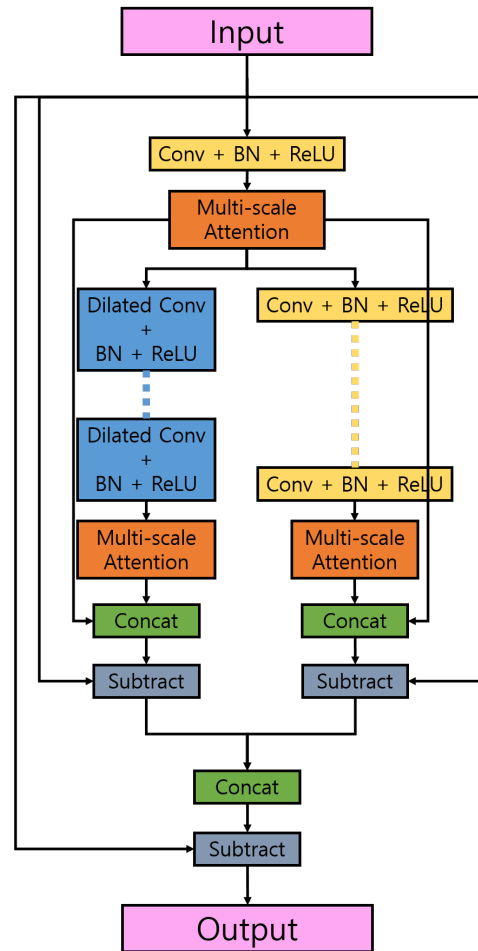 Input
Conv + BN + ReLU
Multi-scale
Attention
Dilated Conv
+
BN + ReLU
Conv + BN + ReLU
Dilated Conv
+
BN + ReLU
Conv + BN + ReLU
Multi-scale
Attention
Multi-scale
Attention
Concat
Concat
Subtract
Subtract
Concat
Subtract
Output